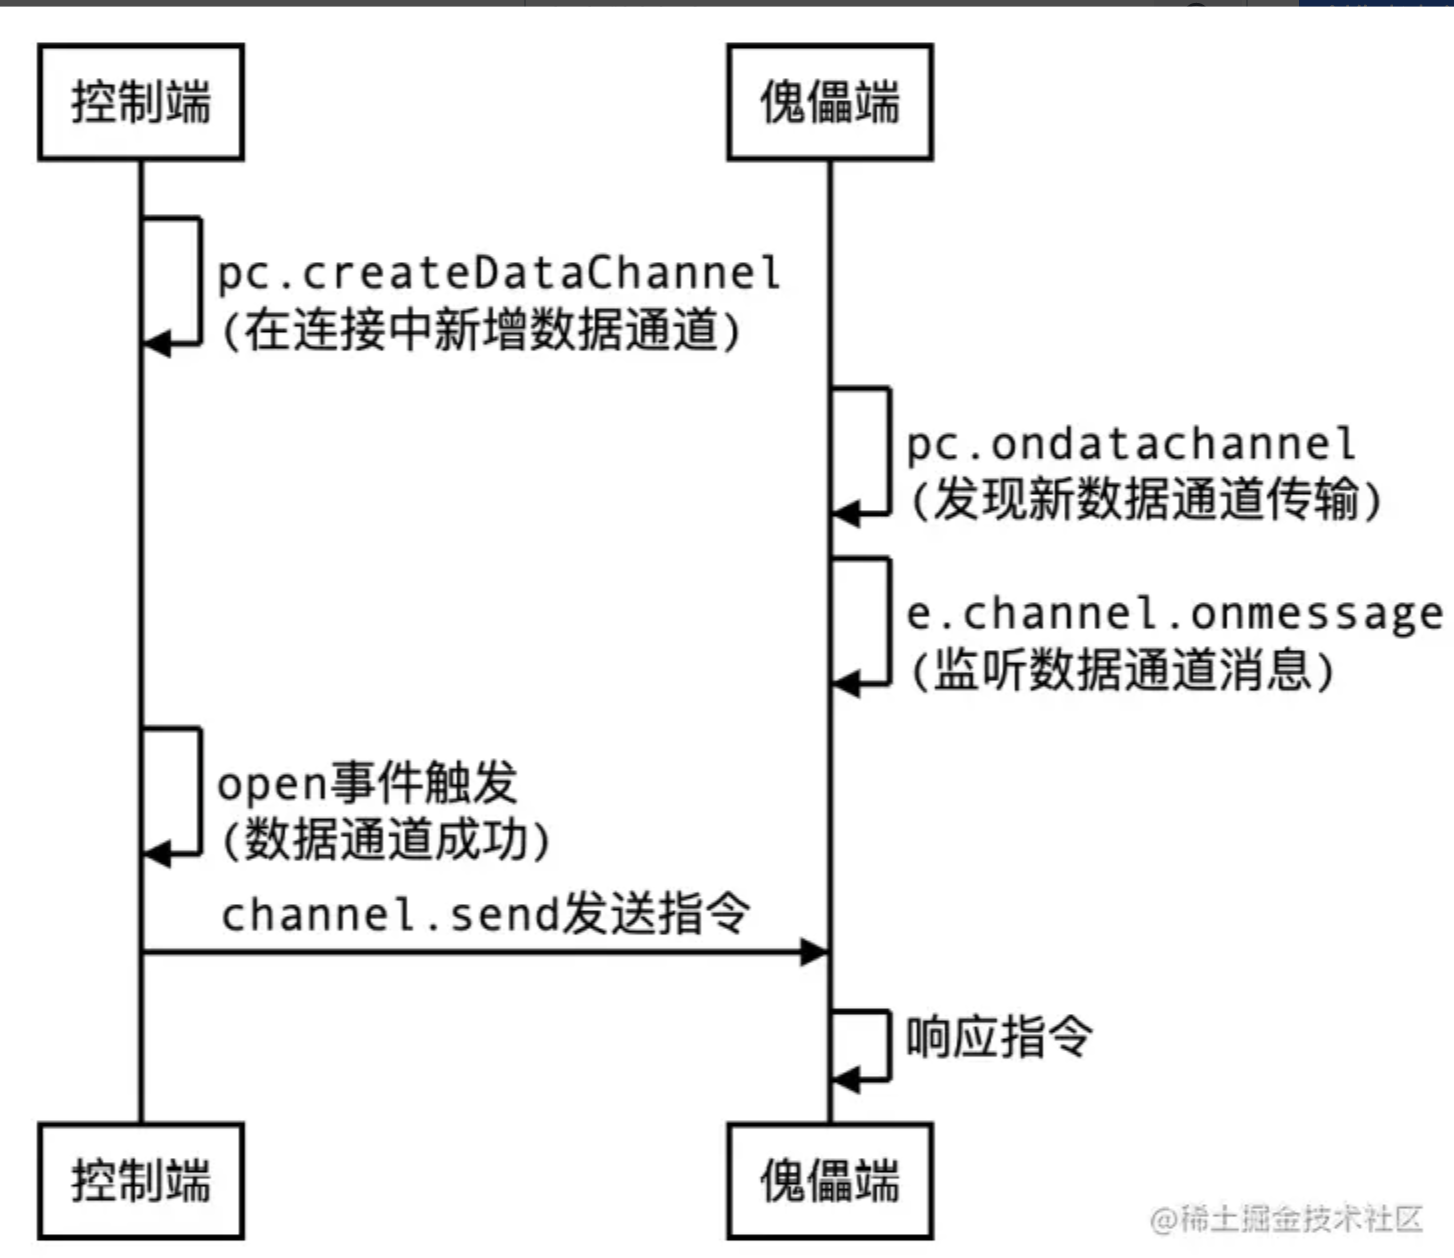 控制端
傀儡端
pc.createDataChannel
(在连接中新增数据通道)
pc.ondatachannel
(发现新数据通道传输)
e.channel.onmessage
(监听数据通道消息)
open事件触发
(数据通道成功)
channel.send发送指令
响应指令
控制端
傀儡端
@稀土掘金技术社区